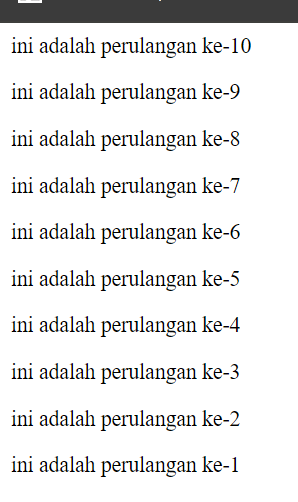 ini adalah perulangan ke-10
ini adalah perulangan ke-9
ini adalah perulangan ke-8
ini adalah perulangan ke-7
ini adalah perulangan ke-6
ini adalah perulangan ke-5
ini adalah perulangan ke-4
ini adalah perulangan ke-3
ini adalah perulangan ke-2
ini adalah perulangan ke-1